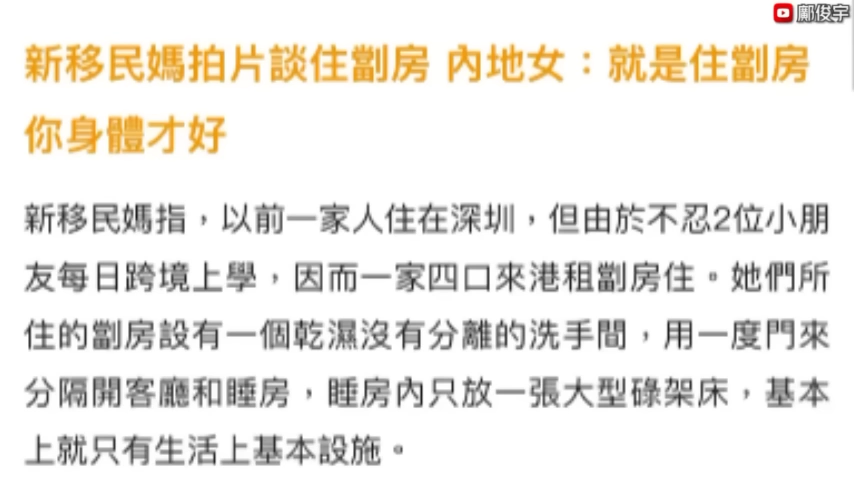 鄺俊宇
新移民媽拍片談住劏房 內地女：就是住劏房
你身體才好
新移民媽指，以前一家人住在深圳，但由於不忍2位小朋
友每日跨境上學，因而一家四口來港租劏房住。她們所
住的劏房設有一個乾濕沒有分離的洗手間，用一度門來
分隔開客廳和睡房，睡房內只放一張大型碌架床，基本
上就只有生活上基本設施。